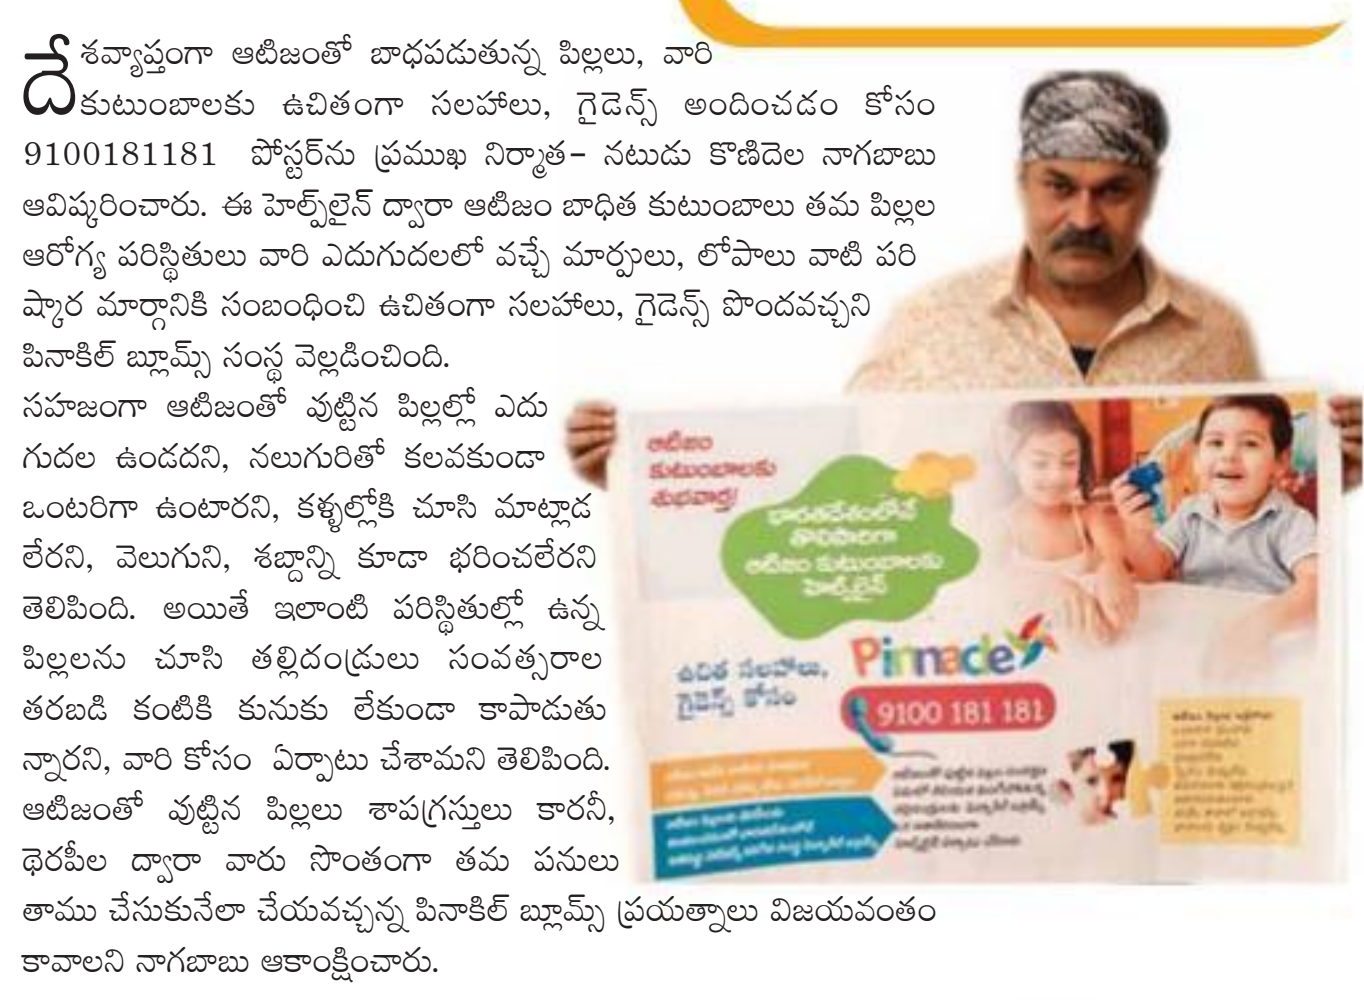 దేశవ్యాప్తంగా ఆటిజంతో బాధపడుతున్న పిల్లలు, వారి
కుటుంబాలకు ఉచితంగా సలహాలు, గైడెన్స్ అందించడం కోసం
9100181181 పోస్టర్‌ను ప్రముఖ నిర్మాత– నటుడు కొణిదెల నాగబాబు
ఆవిష్కరించారు. ఈ హెల్ప్‌లైన్ ద్వారా ఆటిజం బాధిత కుటుంబాలు తమ పిల్లల
ఆరోగ్య పరిస్థితులు వారి ఎదుగుదలలో వచ్చే మార్పులు, లోపాలు వాటి పరి
ష్కార మార్గానికి సంబంధించి ఉచితంగా సలహాలు, గైడెన్స్ పొందవచ్చని
పినాకిల్ బ్లూమ్స్ సంస్థ వెల్లడించింది.
సహజంగా ఆటిజంతో వుట్టిన పిల్లల్లో ఎదు
గుదల ఉండదని, నలుగురితో కలవకుండా
ఒంటరిగా ఉంటారని, కళ్ళల్లోకి చూసి మాట్లాడ
లేరని, వెలుగుని, శబ్దాన్ని కూడా భరించలేరని
తెలిపింది. అయితే ఇలాంటి పరిస్థితుల్లో ఉన్న
పిల్లలను చూసి తల్లిదండ్రులు సంవత్సరాల
తరబడి కంటికి కునుకు లేకుండా కాపాడుతు
న్నారని, వారి కోసం ఏర్పాటు చేశామని తెలిపింది.
ఆటిజంతో వుట్టిన పిల్లలు శాపగ్రస్తులు కారనీ,
థెరపీల ద్వారా వారు సొంతంగా తమ పనులు
తాము చేసుకునేలా చేయవచ్చన్న పినాకిల్ బ్లూమ్స్ ప్రయత్నాలు విజయవంతం
కావాలని నాగబాబు ఆకాంక్షించారు.
ఆటిజం
కుటుంబాలకు
శుభవార్త!
భారతదేశంలోనే
తొలిసారిగా
ఆటిజం కుటుంబాలకు
హెల్ప్‌లైన్
Pinnacle
ఉచిత సలహాలు,
గైడెన్స్ కోసం
9100 181 181